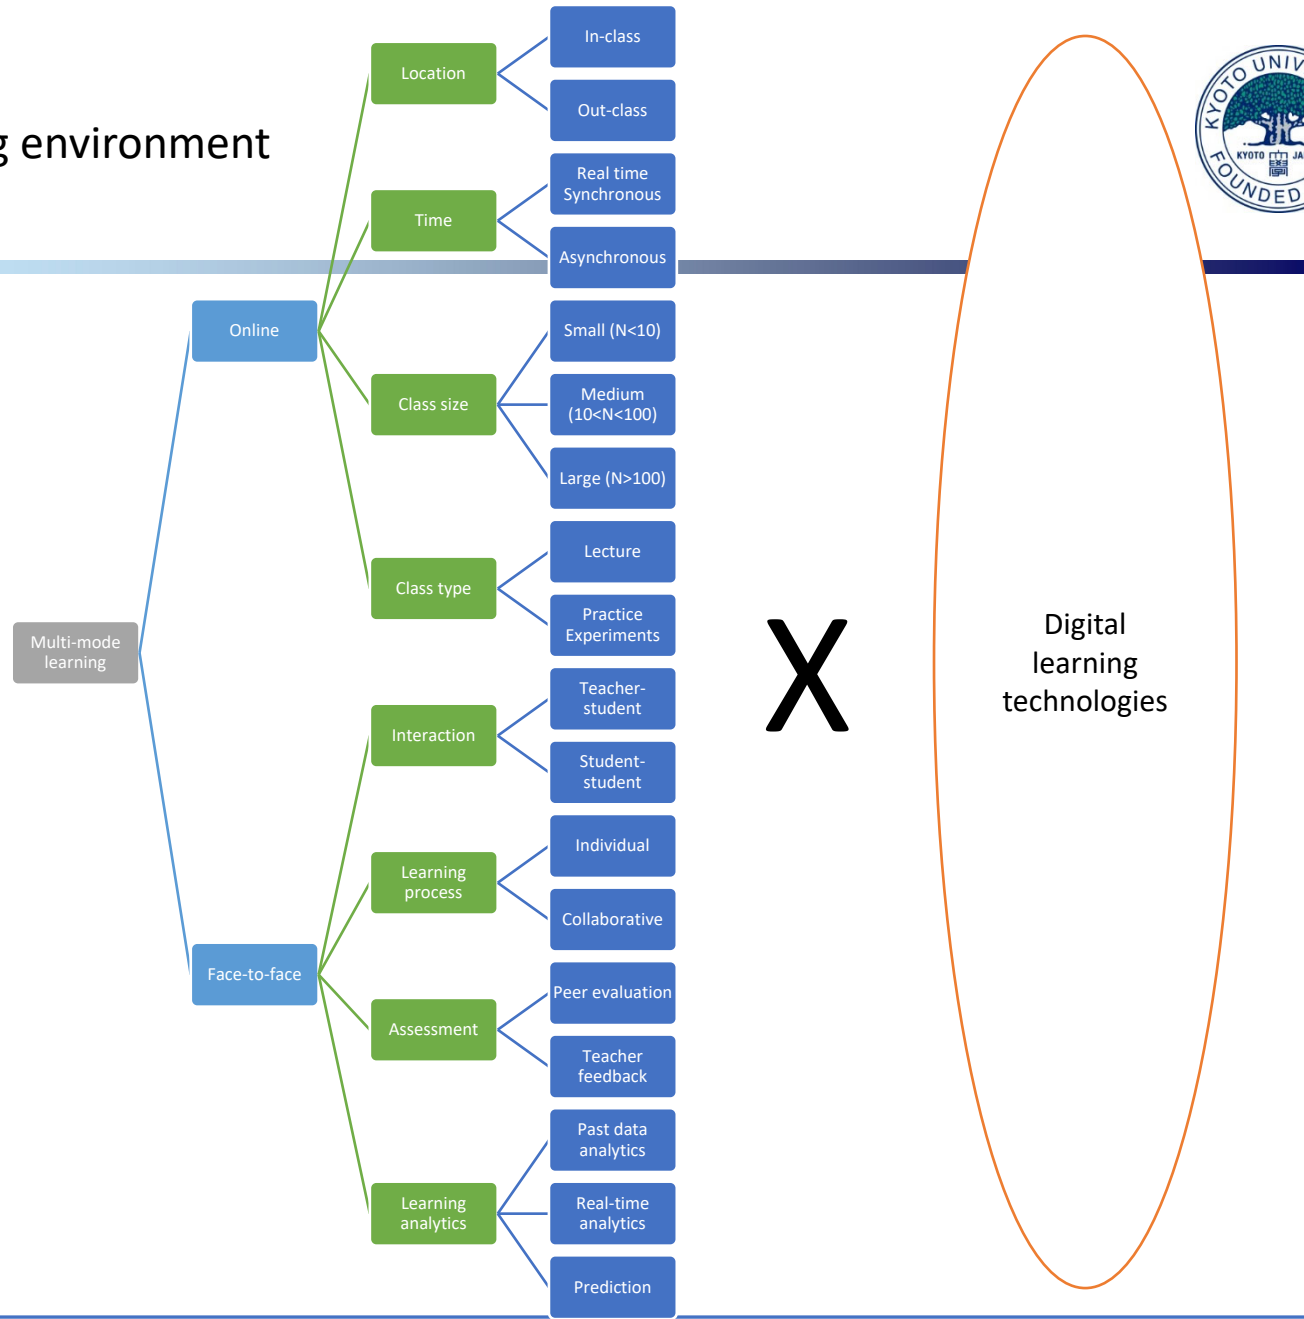 g environment
KYOTO UNIV
KYOTO
JA
FOUNDED
Multi-mode
learning
Online
Location
In-class
Out-class
Time
Real time
Synchronous
Asynchronous
Class size
Small (N<10)
Medium
(10<N<100)
Large (N>100)
Class type
Lecture
Practice
Experiments
Face-to-face
Interaction
Teacher-
student
Student-
student
Learning
process
Individual
Collaborative
Assessment
Peer evaluation
Teacher
feedback
Learning
analytics
Past data
analytics
Real-time
analytics
Prediction
X
Digital
learning
technologies